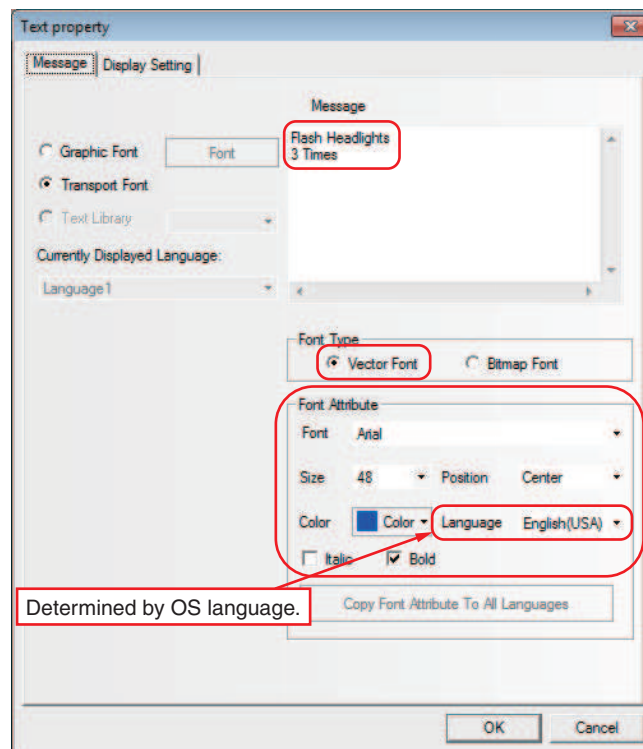 Text property
Message Display Setting
Message
Flash Headlights
3 Times
Graphic Font Font
Transport Font
Text Library
Currently Displayed Language:
Language1
Font Type
Vector Font Bitmap Font
Font Attribute
Font Arial
Size 48 Position Center
Color Color Language English(USA)
Italic Bold
Determined by OS language.
Copy Font Attribute To All Languages
OK Cancel